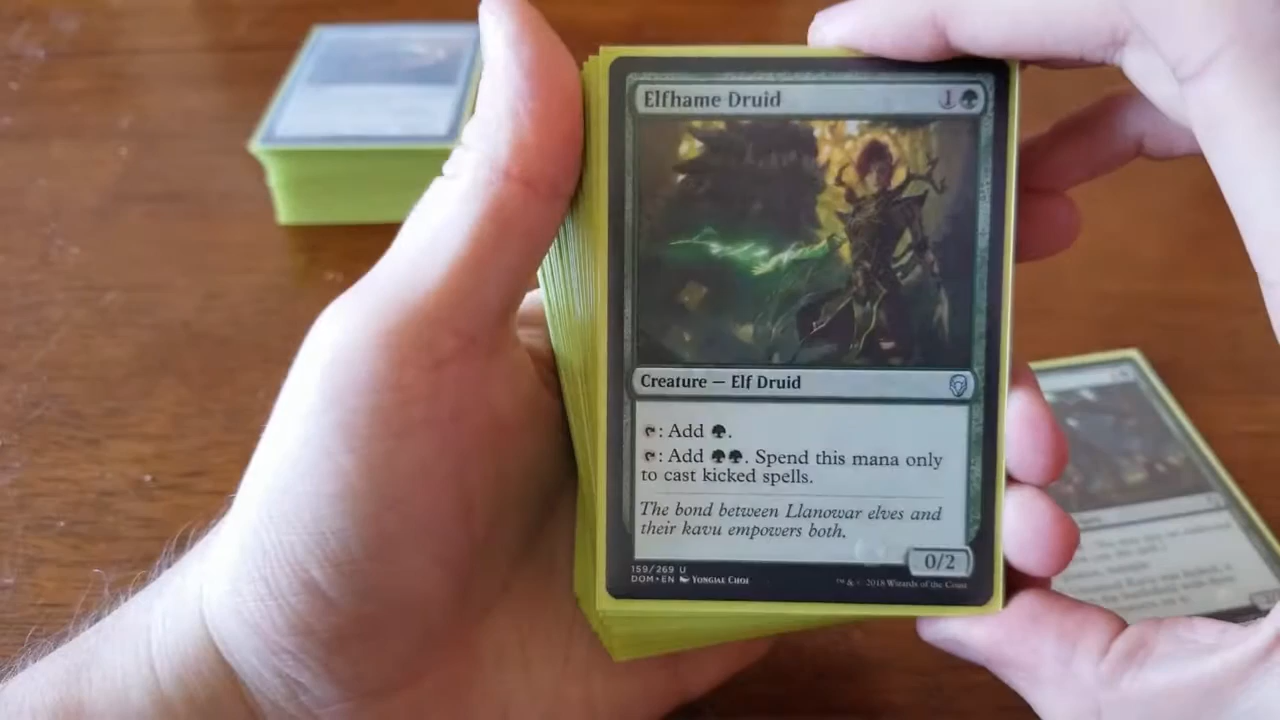 Elfhame Druid 1
Creature — Elf Druid
: Add .
: Add . Spend this mana only
to cast kicked spells.
The bond between Llanowar elves and
their kavu empowers both.
0/2
159/269 U
DOM • EN Yongjae Choi
™ & © 2018 Wizards of the Coast